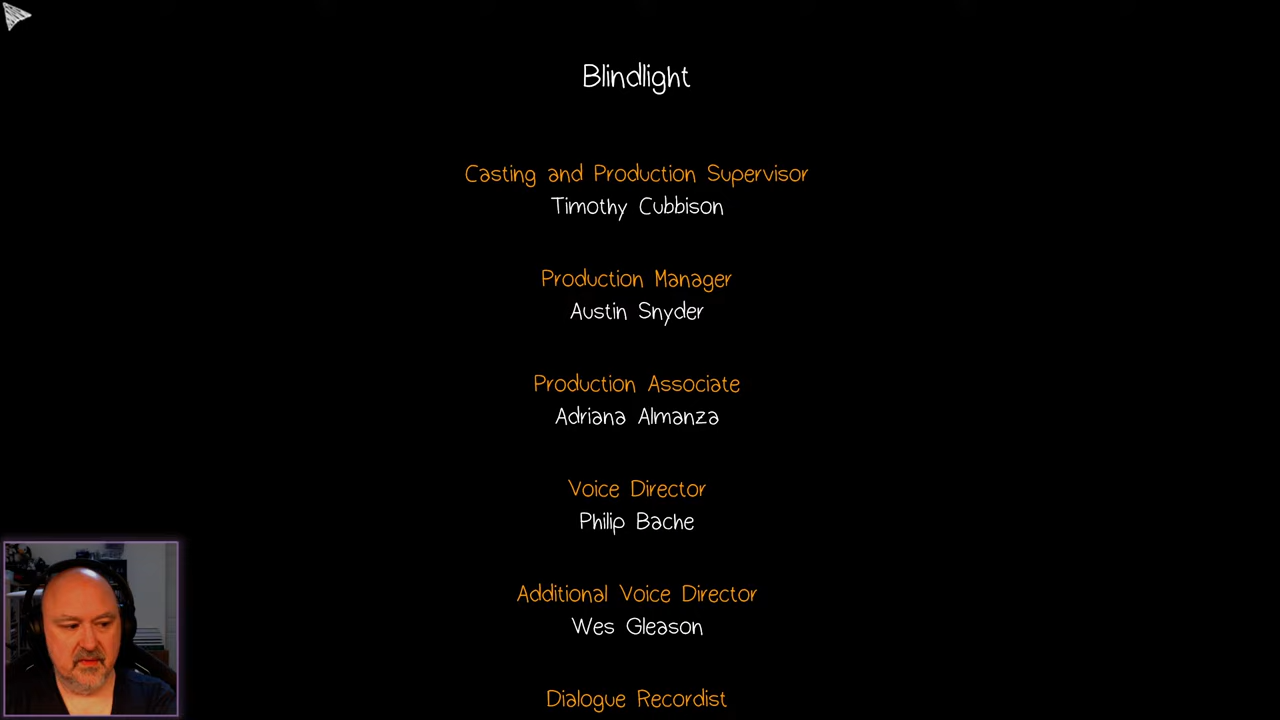 Blindlight
Casting and Production Supervisor
Timothy Cubbison
Production Manager
Austin Snyder
Production Associate
Adriana Almanza
Voice Director
Philip Bache
Additional Voice Director
Wes Gleason
Dialogue Recordist